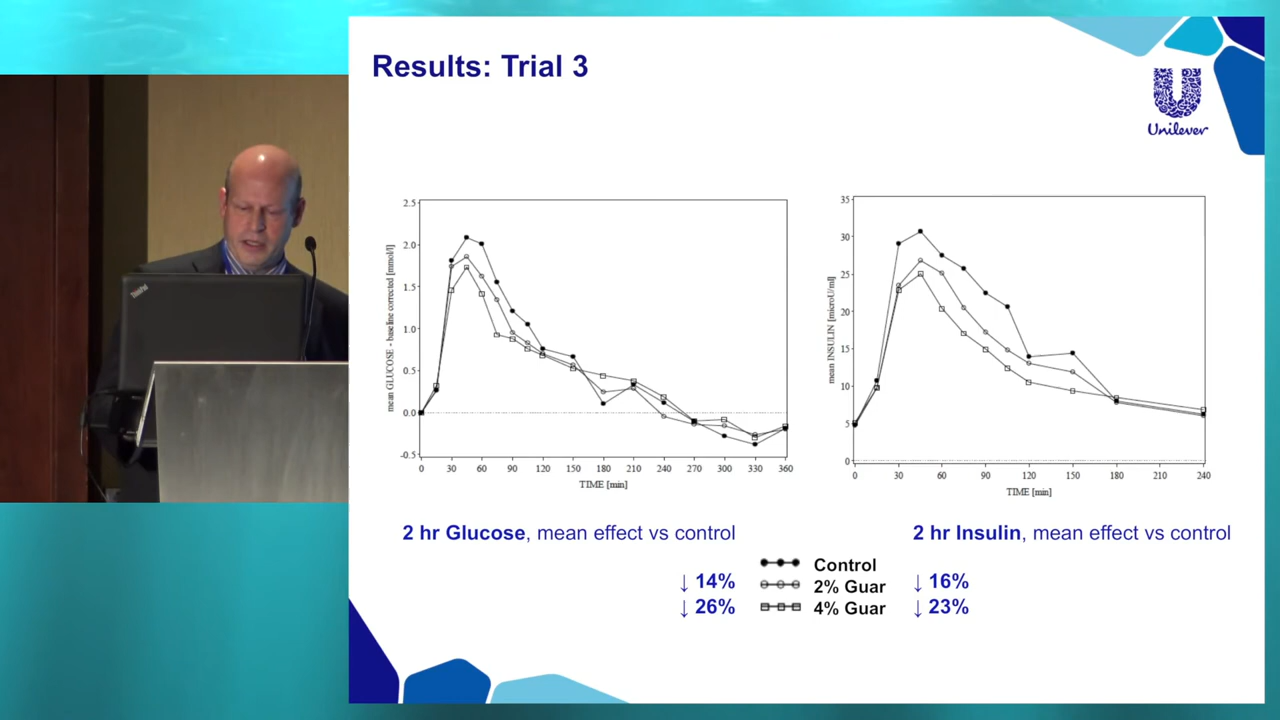 Results: Trial 3
Unilever
ThinkPad
mean GLUCOSE - baseline corrected [mmol/l]
2.5
2.0
1.5
1.0
0.5
0.0
-0.5
0 30 60 90 120 150 180 210 240 270 300 330 360
TIME [min]
mean INSULIN [microU/ml]
35
30
25
20
15
10
5
0
0 30 60 90 120 150 180 210 240
TIME [min]
2 hr Glucose, mean effect vs control
2 hr Insulin, mean effect vs control
Control
↓ 14% 2% Guar ↓ 16%
↓ 26% 4% Guar ↓ 23%